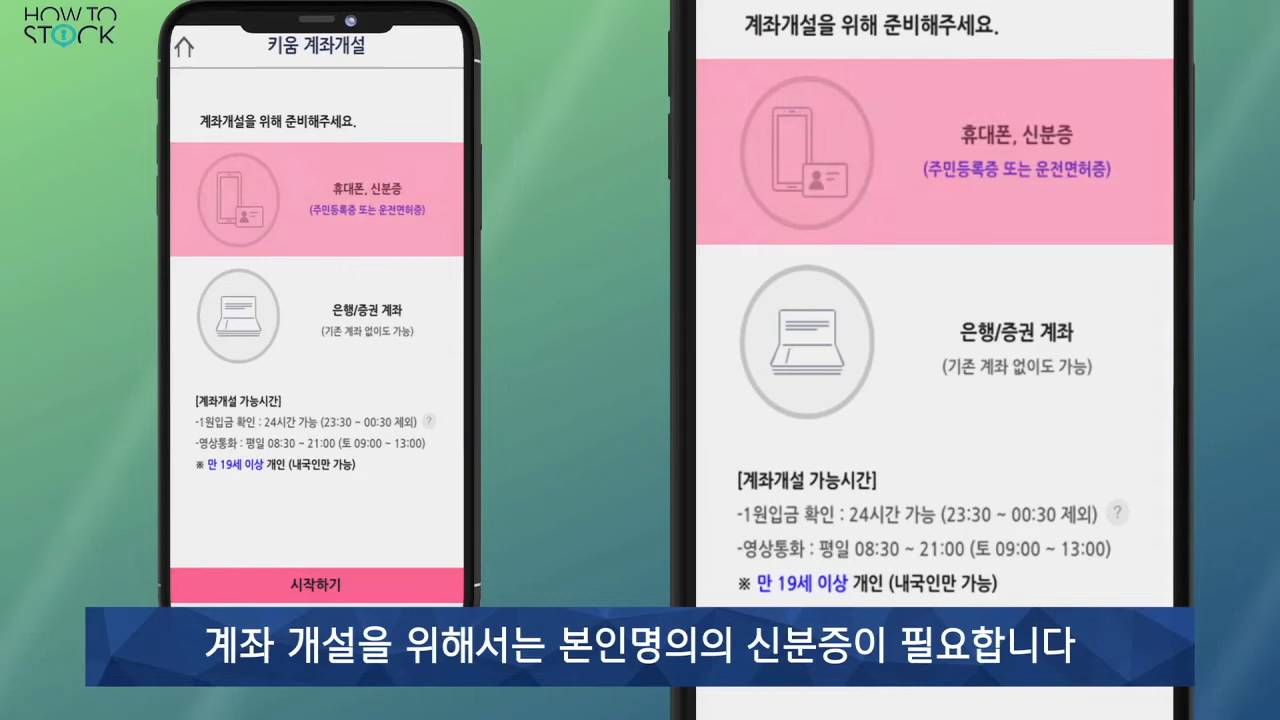 HOW TO
STOCK
키움 계좌개설
계좌개설을 위해 준비해주세요.
휴대폰, 신분증
(주민등록증 또는 운전면허증)
은행/증권 계좌
(기존 계좌 없이도 가능)
[계좌개설 가능시간]
-1원입금 확인 : 24시간 가능 (23:30 ~ 00:30 제외) ?
-영상통화 : 평일 08:30 ~ 21:00 (토 09:00 ~ 13:00)
※ 만 19세 이상 개인 (내국인만 가능)
시작하기
계좌개설을 위해 준비해주세요.
휴대폰, 신분증
(주민등록증 또는 운전면허증)
은행/증권 계좌
(기존 계좌 없이도 가능)
[계좌개설 가능시간]
-1원입금 확인 : 24시간 가능 (23:30 ~ 00:30 제외) ?
-영상통화 : 평일 08:30 ~ 21:00 (토 09:00 ~ 13:00)
※ 만 19세 이상 개인 (내국인만 가능)
계좌 개설을 위해서는 본인명의의 신분증이 필요합니다